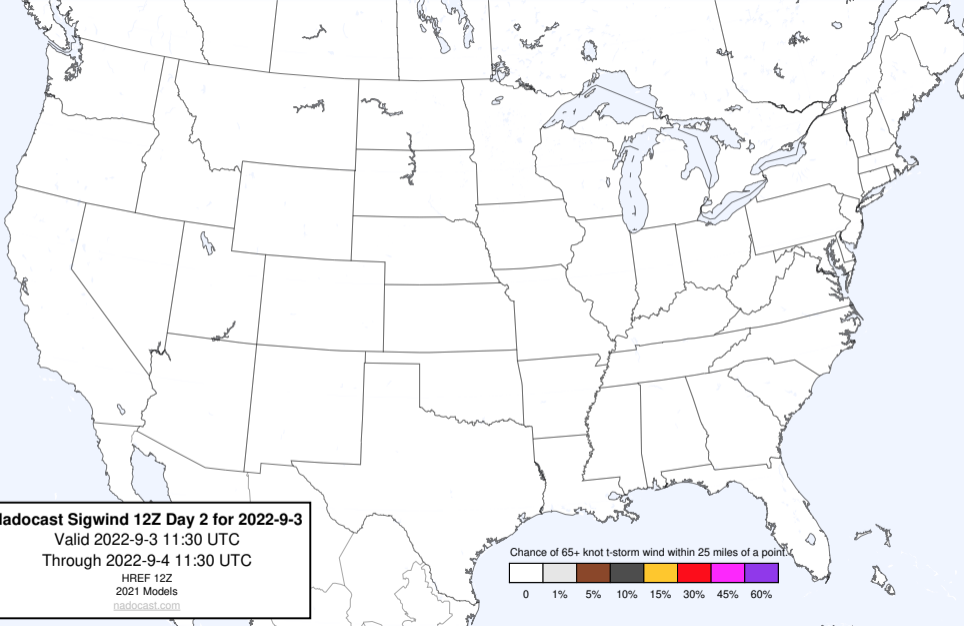 adocast Sigwind 12Z Day 2 for 2022-9-3
Valid 2022-9-3 11:30 UTC
Through 2022-9-4 11:30 UTC
HREF 12Z
2021 Models
nadocast.com
Chance of 65+ knot t-storm wind within 25 miles of a point.
0 1% 5% 10% 15% 30% 45% 60%